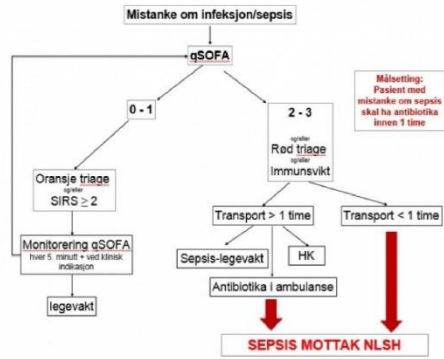 Mistanke om infeksjon/sepsis
qSOFA
Målsetting:
Pasient med
mistanke om sepsis
skal ha antibiotika
innen 1 time
0 - 1
2 - 3
og/eller
Rød triage
og/eller
Immunsvikt
Oransje triage
og/eller
SIRS ≥ 2
Transport > 1 time
Transport < 1 time
Monitorering qSOFA
hver 5. minutt + ved klinisk
indikasjon
Sepsis-legevakt
HK
Antibiotika i ambulanse
legevakt
SEPSIS MOTTAK NLSH